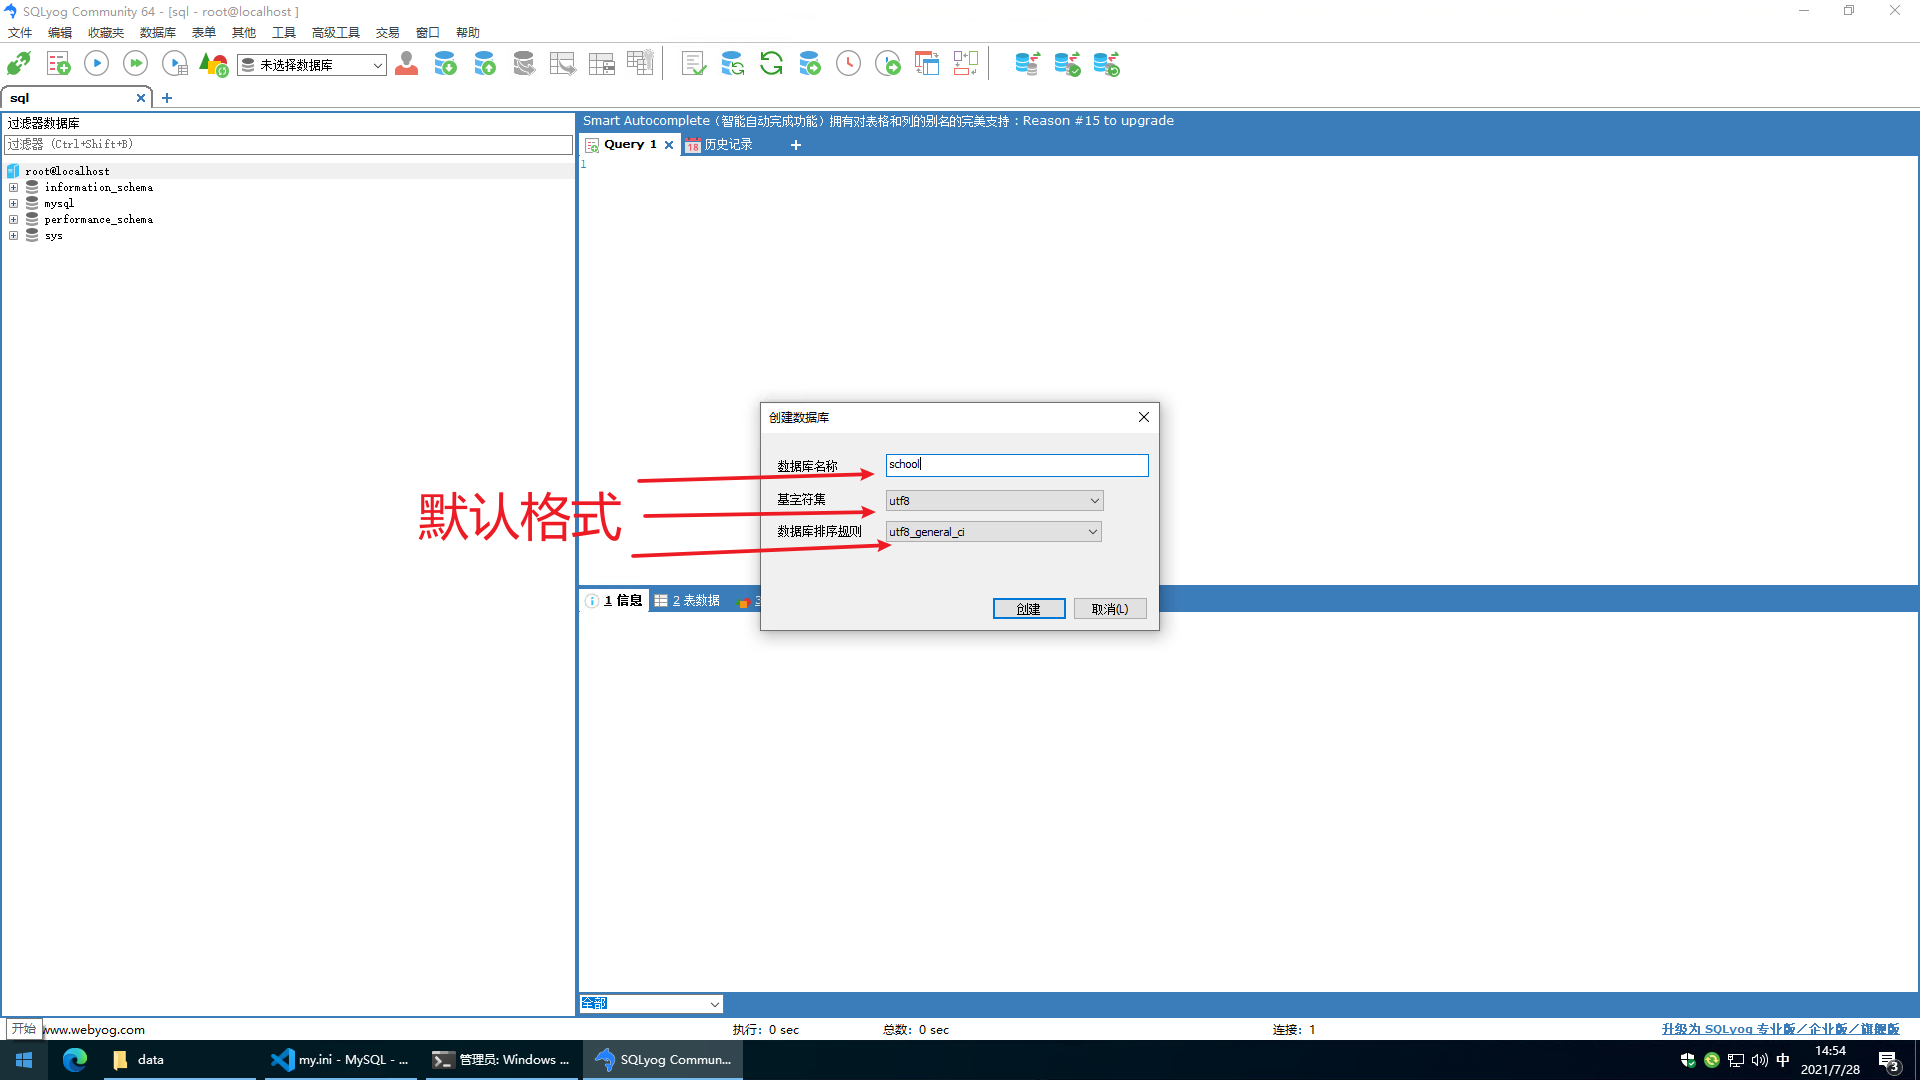 SQLyog Community 64 - [sql - root@localhost ]
文件 编辑 收藏夹 数据库 表单 其他 工具 高级工具 交易 窗口 帮助
未选择数据库
sql
过滤器数据库
过滤器 (Ctrl+Shift+B)
root@localhost
information_schema
mysql
performance_schema
sys
Smart Autocomplete（智能自动完成功能）拥有对表格和列的别名的完美支持 : Reason #15 to upgrade
Query 1
18 历史记录
1
创建数据库
数据库名称 school
基字符集 utf8
数据库排序规则 utf8_general_ci
创建 取消(L)
默认格式
1 信息 2 表数据 3
全部
开始
www.webyog.com
执行： 0 sec
总数： 0 sec
连接： 1
升级为 SQLyog 专业版/企业版/旗舰版
data
my.ini - MySQL - ...
管理员: Windows ...
SQLyog Commun...
中
14:54
2021/7/28
3